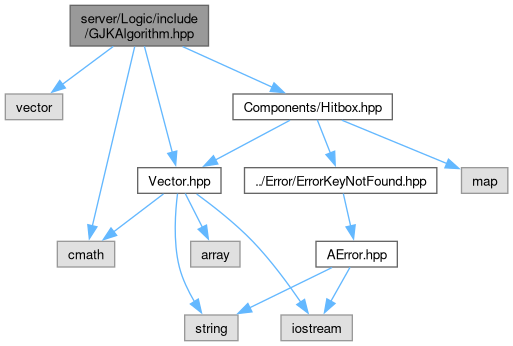 server/Logic/include
/GJKAlgorithm.hpp
vector
Components/Hitbox.hpp
Vector.hpp
../Error/ErrorKeyNotFound.hpp
map
cmath
array
AError.hpp
string
iostream